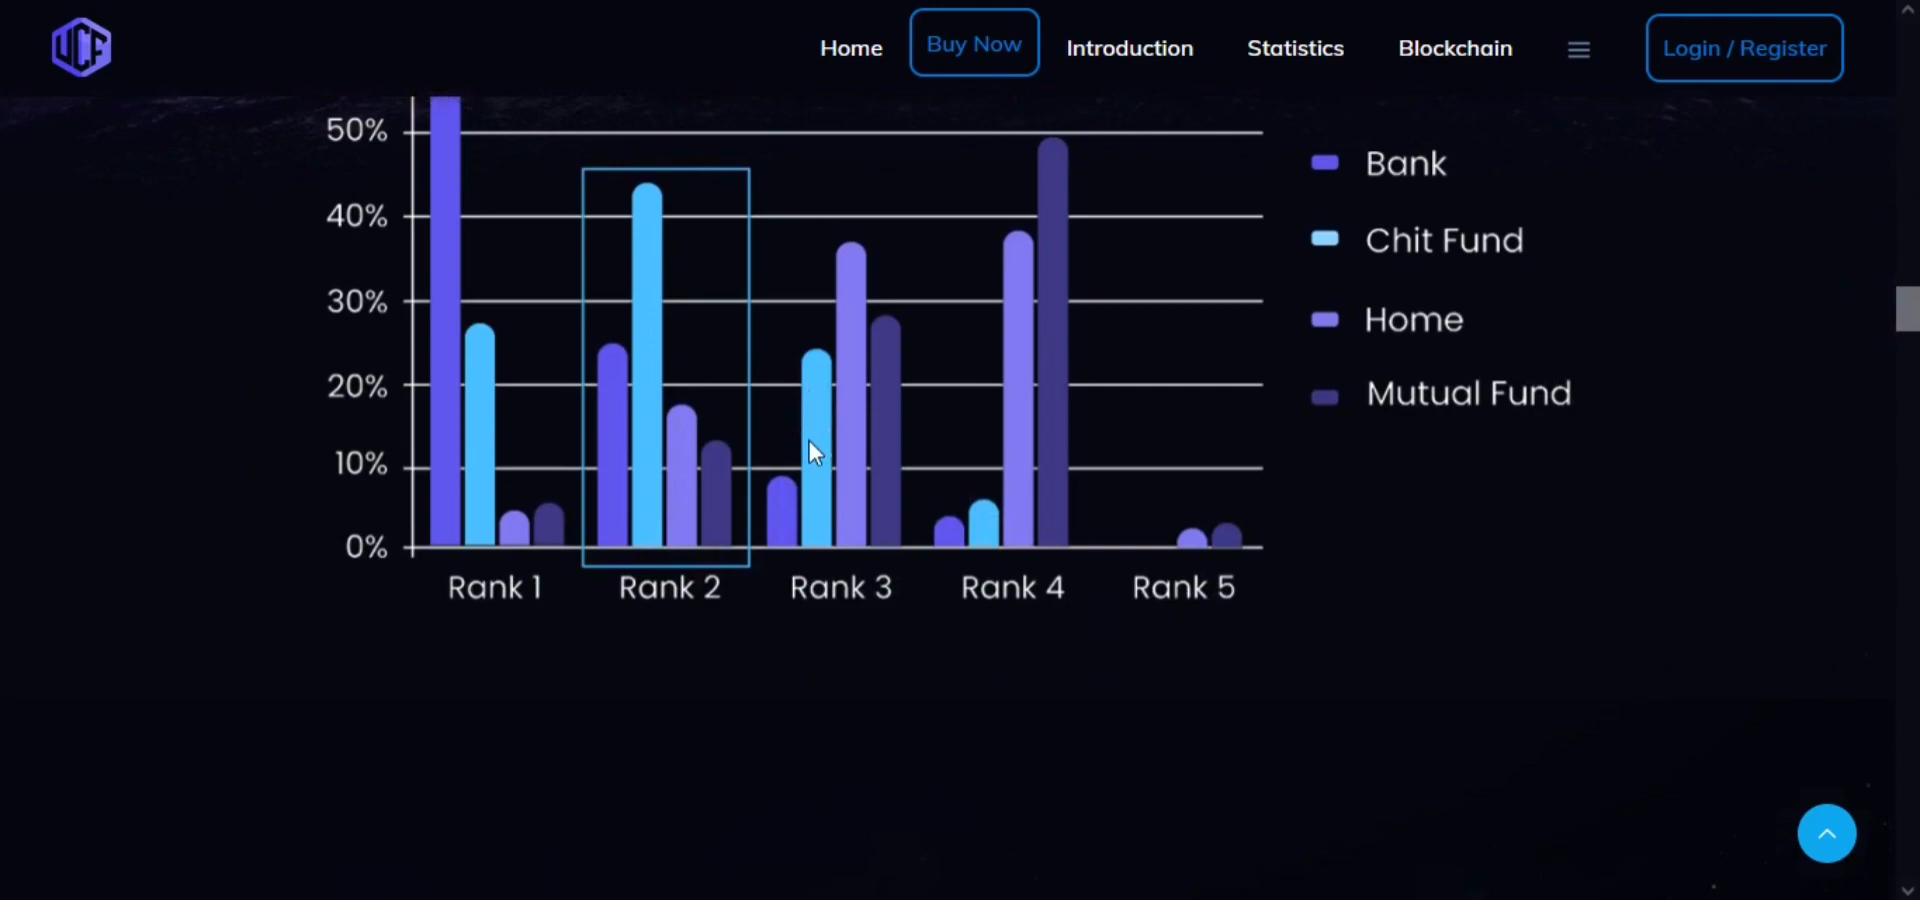 UCF
Home Buy Now Introduction Statistics Blockchain Login / Register
50%
40%
30%
20%
10%
0%
Rank 1 Rank 2 Rank 3 Rank 4 Rank 5
Bank
Chit Fund
Home
Mutual Fund